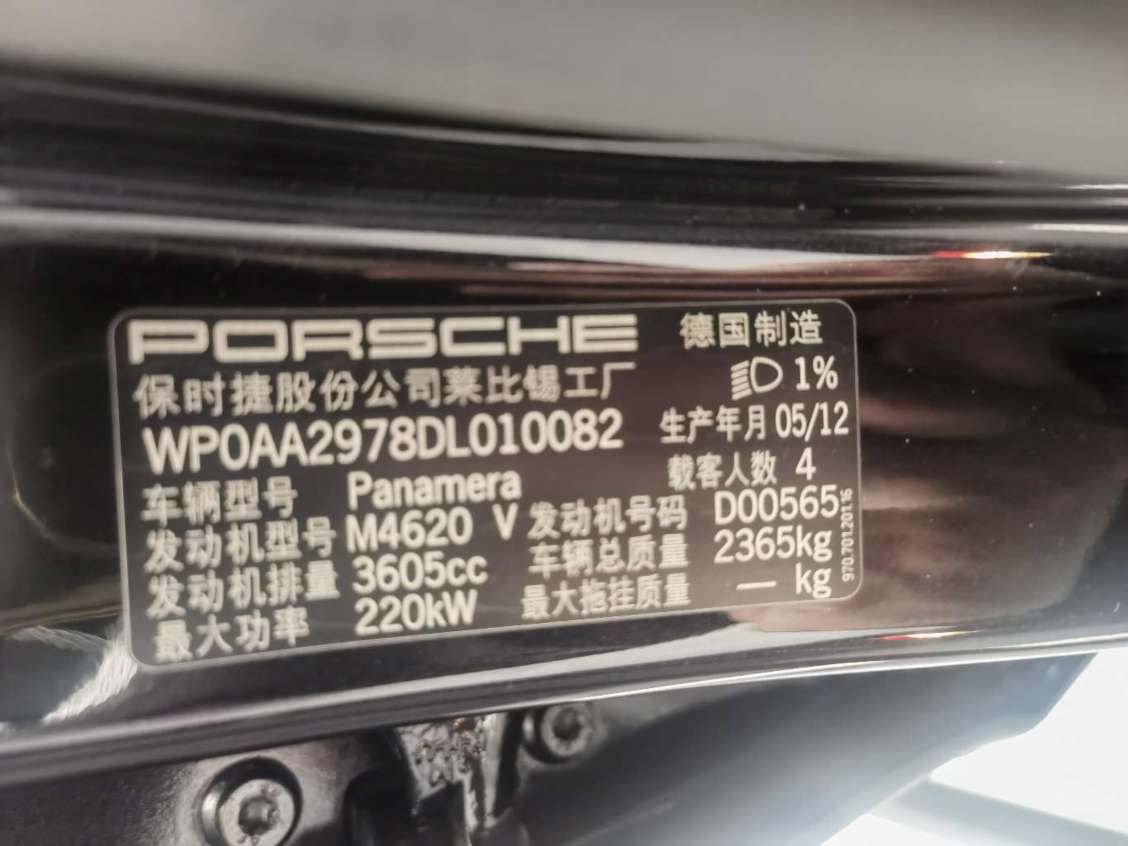 PORSCHE 德国制造
保时捷股份公司莱比锡工厂 1%
WP0AA2978DL010082 生产年月 05/12
载客人数 4
车辆型号 Panamera
发动机型号 M4620 V 发动机号码 D00565
发动机排量 3605cc 车辆总质量 2365kg
最大功率 220kW 最大拖挂质量 — kg
970.701.201.16